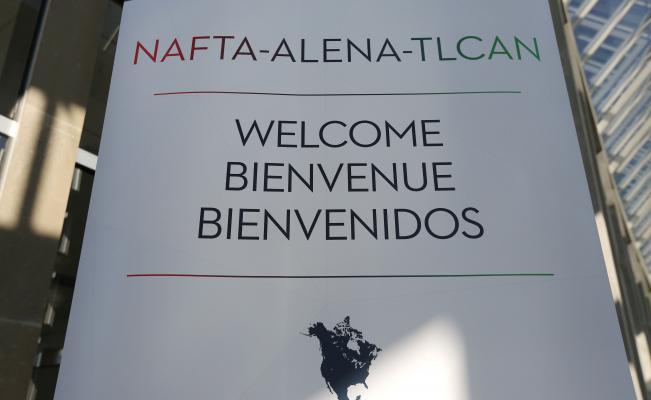 NAFTA-ALENA-TLCAN
WELCOME
BIENVENUE
BIENVENIDOS